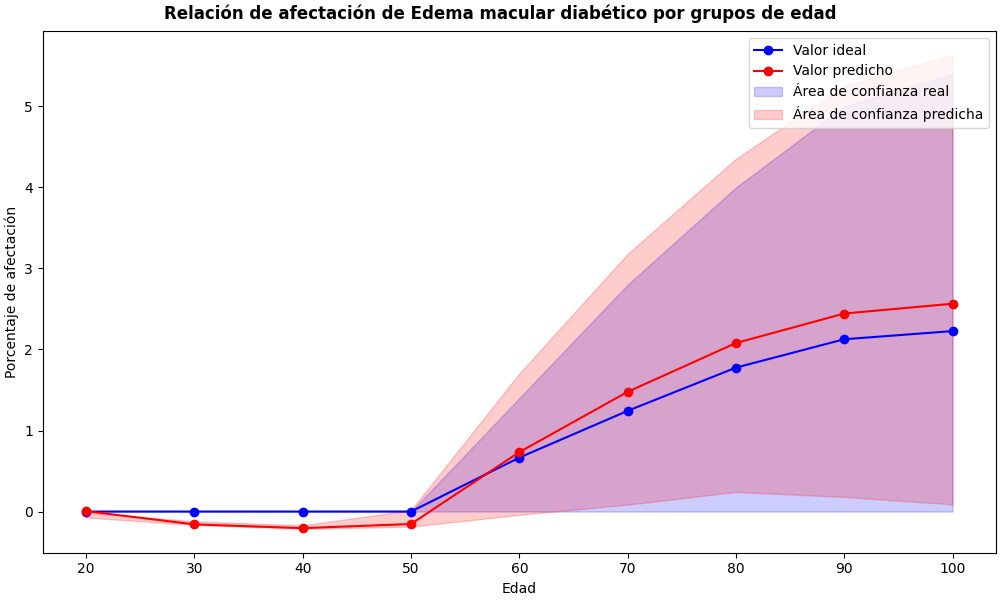 Relación de afectación de Edema macular diabético por grupos de edad
Valor ideal
Valor predicho
Área de confianza real
Área de confianza predicha
Porcentaje de afectación
5
4
3
2
1
0
20 30 40 50 60 70 80 90 100
Edad